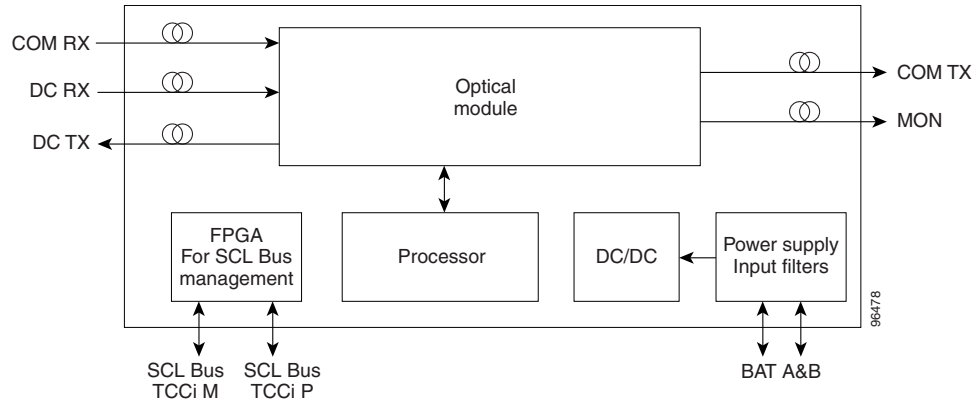 COM RX
DC RX
DC TX
Optical
module
COM TX
MON
FPGA
For SCL Bus
management
Processor
DC/DC
Power supply
Input filters
96478
SCL Bus
TCCi M
SCL Bus
TCCi P
BAT A&B